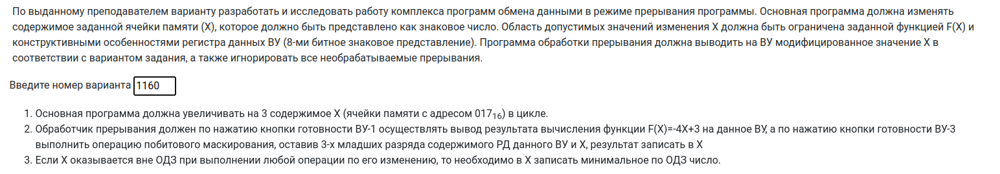 По выданному преподавателем варианту разработать и исследовать работу комплекса программ обмена данными в режиме прерывания программы. Основная программа должна изменять
содержимое заданной ячейки памяти (X), которое должно быть представлено как знаковое число. Область допустимых значений изменения X должна быть ограничена заданной функцией F(X) и
конструктивными особенностями регистра данных ВУ (8-ми битное знаковое представление). Программа обработки прерывания должна выводить на ВУ модифицированное значение X в
соответствии с вариантом задания, а также игнорировать все необрабатываемые прерывания.
Введите номер варианта 1160
1. Основная программа должна увеличивать на 3 содержимое X (ячейки памяти с адресом 017₁₆) в цикле.
2. Обработчик прерывания должен по нажатию кнопки готовности ВУ-1 осуществлять вывод результата вычисления функции F(X)=-4X+3 на данное ВУ, а по нажатию кнопки готовности ВУ-3
выполнить операцию побитового маскирования, оставив 3-х младших разряда содержимого РД данного ВУ и X, результат записать в X
3. Если X оказывается вне ОДЗ при выполнении любой операции по его изменению, то необходимо в X записать минимальное по ОДЗ число.